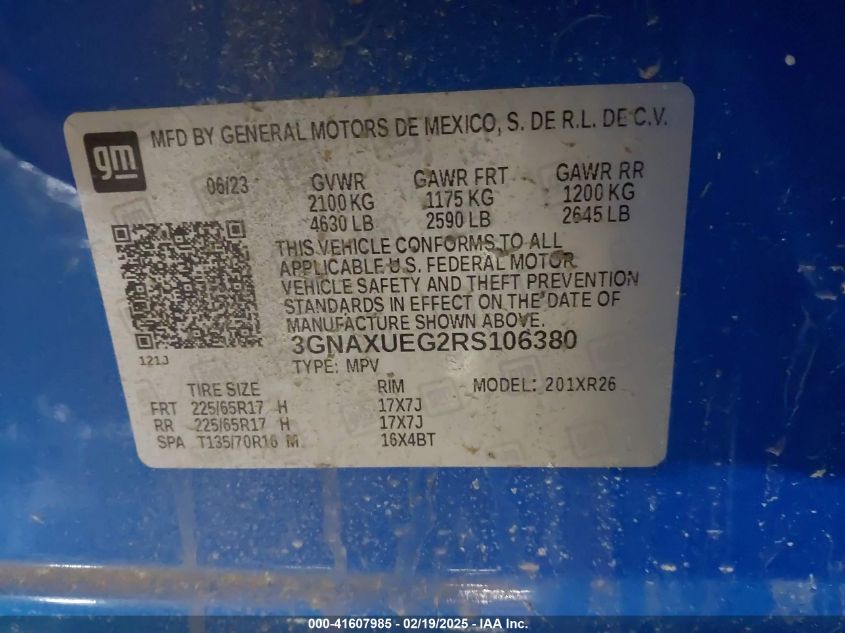 gm
MFD BY GENERAL MOTORS DE MEXICO, S. DE R.L. DE C.V.
06/23 GVWR GAWR FRT GAWR RR
2100 KG 1175 KG 1200 KG
4630 LB 2590 LB 2645 LB
THIS VEHICLE CONFORMS TO ALL
APPLICABLE U.S. FEDERAL MOTOR
VEHICLE SAFETY AND THEFT PREVENTION
STANDARDS IN EFFECT ON THE DATE OF
MANUFACTURE SHOWN ABOVE.
121J 3GNAXUEG2RS106380
TYPE: MPV
TIRE SIZE RIM MODEL: 201XR26
FRT 225/65R17 H 17X7J
RR 225/65R17 H 17X7J
SPA T135/70R16 M 16X4BT
000-41607985 - 02/19/2025 - IAA Inc.